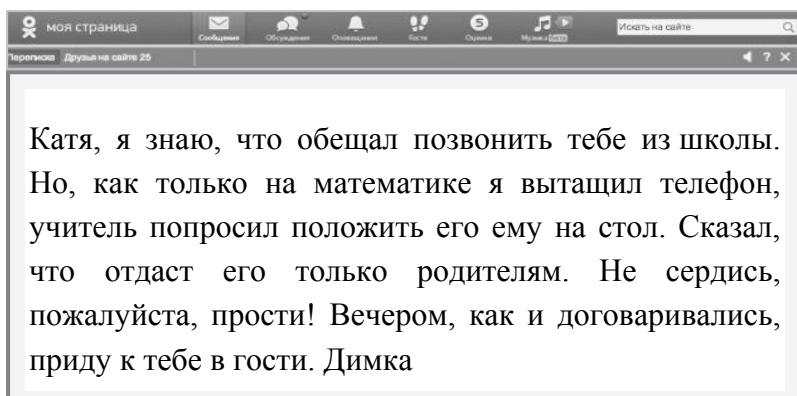 моя страница
Сообщения Обсуждения Оповещения Гости 5 Оценки Музыка Искать на сайте
Переписка Друзья на сайте 25 ? ×
Катя, я знаю, что обещал позвонить тебе из школы.
Но, как только на математике я вытащил телефон,
учитель попросил положить его ему на стол. Сказал,
что отдаст его только родителям. Не сердись,
пожалуйста, прости! Вечером, как и договаривались,
приду к тебе в гости. Димка